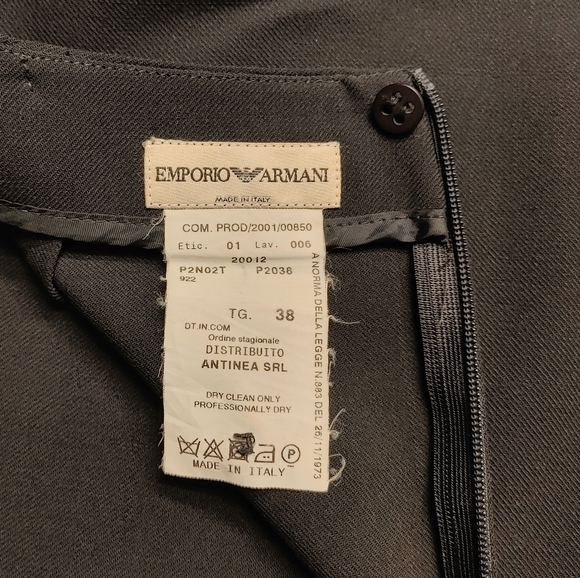 EMPORIO ARMANI
MADE IN ITALY
COM. PROD/2001/00850
Etic. 01 Lav. 006
20012
P2N02T P2036
922
TG. 38
DT.IN.COM
Ordine stagionale
DISTRIBUITO
ANTINEA SRL
DRY CLEAN ONLY
PROFESSIONALLY DRY
P
MADE IN ITALY
A NORMA DELLA LEGGE N.883 DEL 26/11/1973